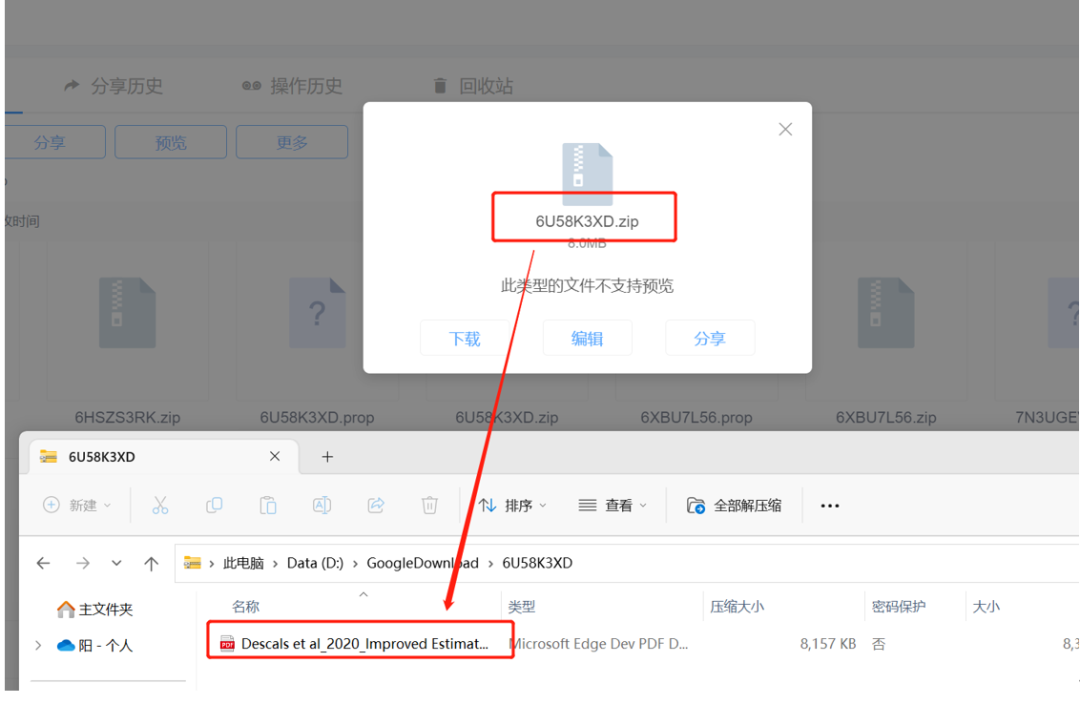 分享历史 操作历史 回收站
分享 预览 更多
改时间
6U58K3XD.zip
8.0MB
此类型的文件不支持预览
下载 编辑 分享
6HSZS3RK.zip 6U58K3XD.prop 6U58K3XD.zip 6XBU7L56.prop 6XBU7L56.zip 7N3UGE
6U58K3XD
新建 排序 查看 全部解压缩
此电脑 › Data (D:) › GoogleDownload › 6U58K3XD
主文件夹 名称 类型 压缩大小 密码保护 大小
阳 - 个人 PDF Descals et al_2020_Improved Estimat... Microsoft Edge Dev PDF D... 8,157 KB 否 8,3